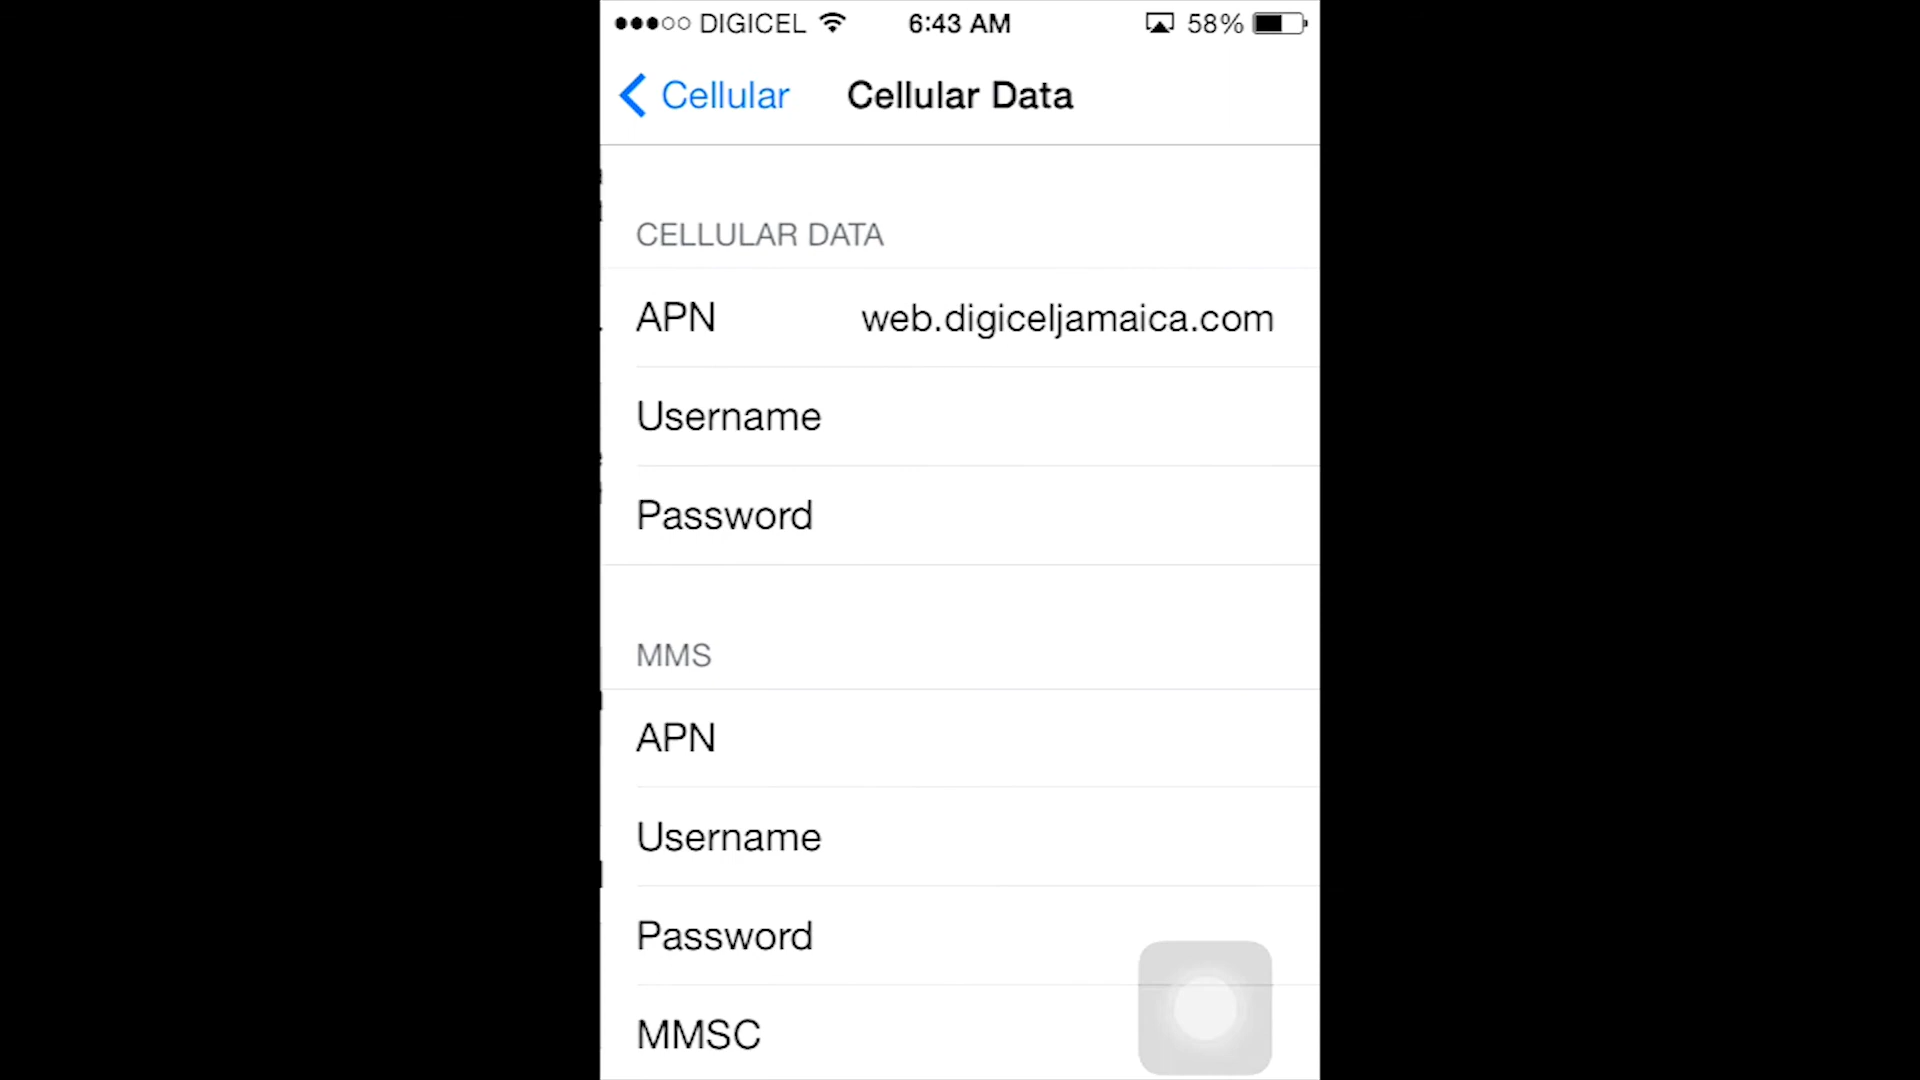 DIGICEL 6:43 AM 58%
Cellular Cellular Data
CELLULAR DATA
APN web.digiceljamaica.com
Username
Password
MMS
APN
Username
Password
MMSC